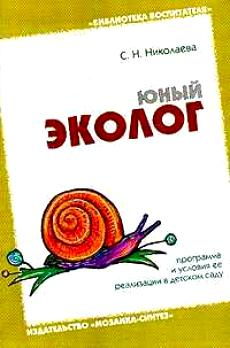 «БИБЛИОТЕКА ВОСПИТАТЕЛЯ»
С. Н. Николаева
ЮНЫЙ
ЭКОЛОГ
программа
и условия ее
реализации в детском саду
ИЗДАТЕЛЬСТВО «МОЗАИКА-СИНТЕЗ»